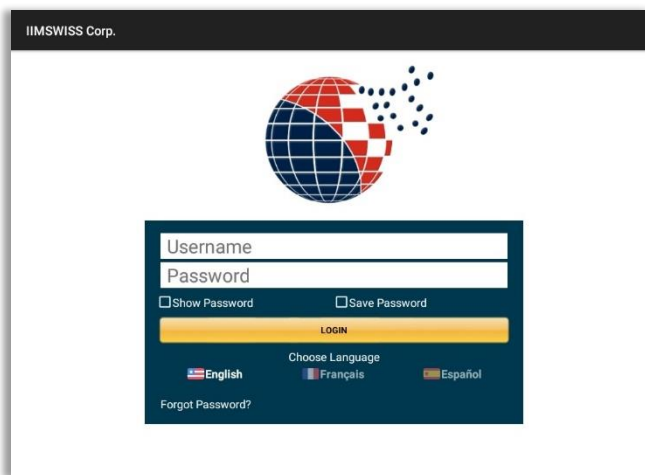 IIMSWISS Corp.
Username
Password
Show Password Save Password
LOGIN
Choose Language
English Français Español
Forgot Password?